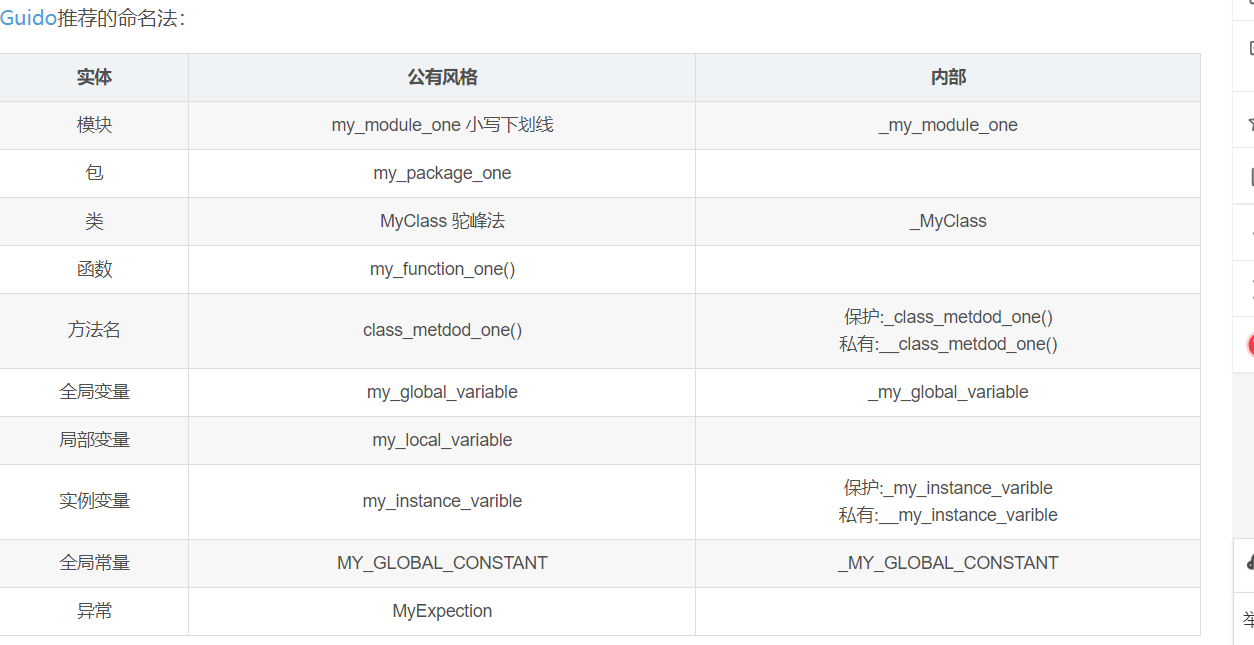 Guido推荐的命名法：
实体 公有风格 内部
模块 my_module_one 小写下划线 _my_module_one
包 my_package_one
类 MyClass 驼峰法 _MyClass
函数 my_function_one()
方法名 class_metdod_one() 保护:_class_metdod_one()
私有:__class_metdod_one()
全局变量 my_global_variable _my_global_variable
局部变量 my_local_variable
实例变量 my_instance_varible 保护:_my_instance_varible
私有:__my_instance_varible
全局常量 MY_GLOBAL_CONSTANT _MY_GLOBAL_CONSTANT
异常 MyExpection